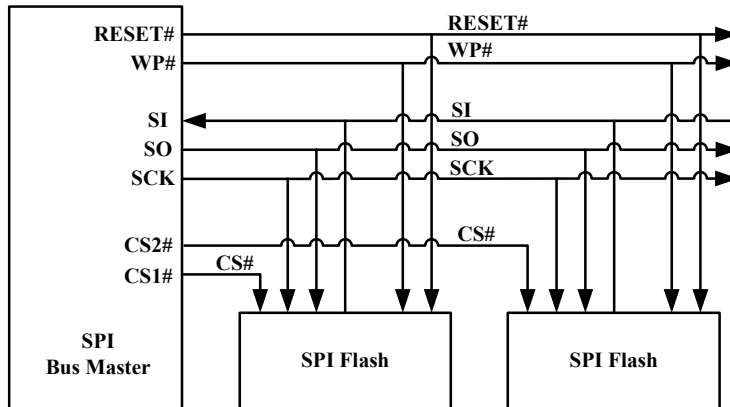 RESET#
RESET#
WP#
WP#
SI
SI
SO
SO
SCK
SCK
CS2#
CS#
CS1#
CS#
SPI
Bus Master
SPI Flash
SPI Flash